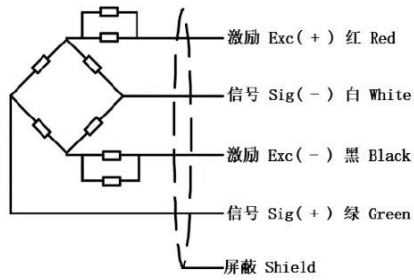 激励 Exc(+) 红 Red
信号 Sig(-) 白 White
激励 Exc(-) 黑 Black
信号 Sig(+) 绿 Green
屏蔽 Shield